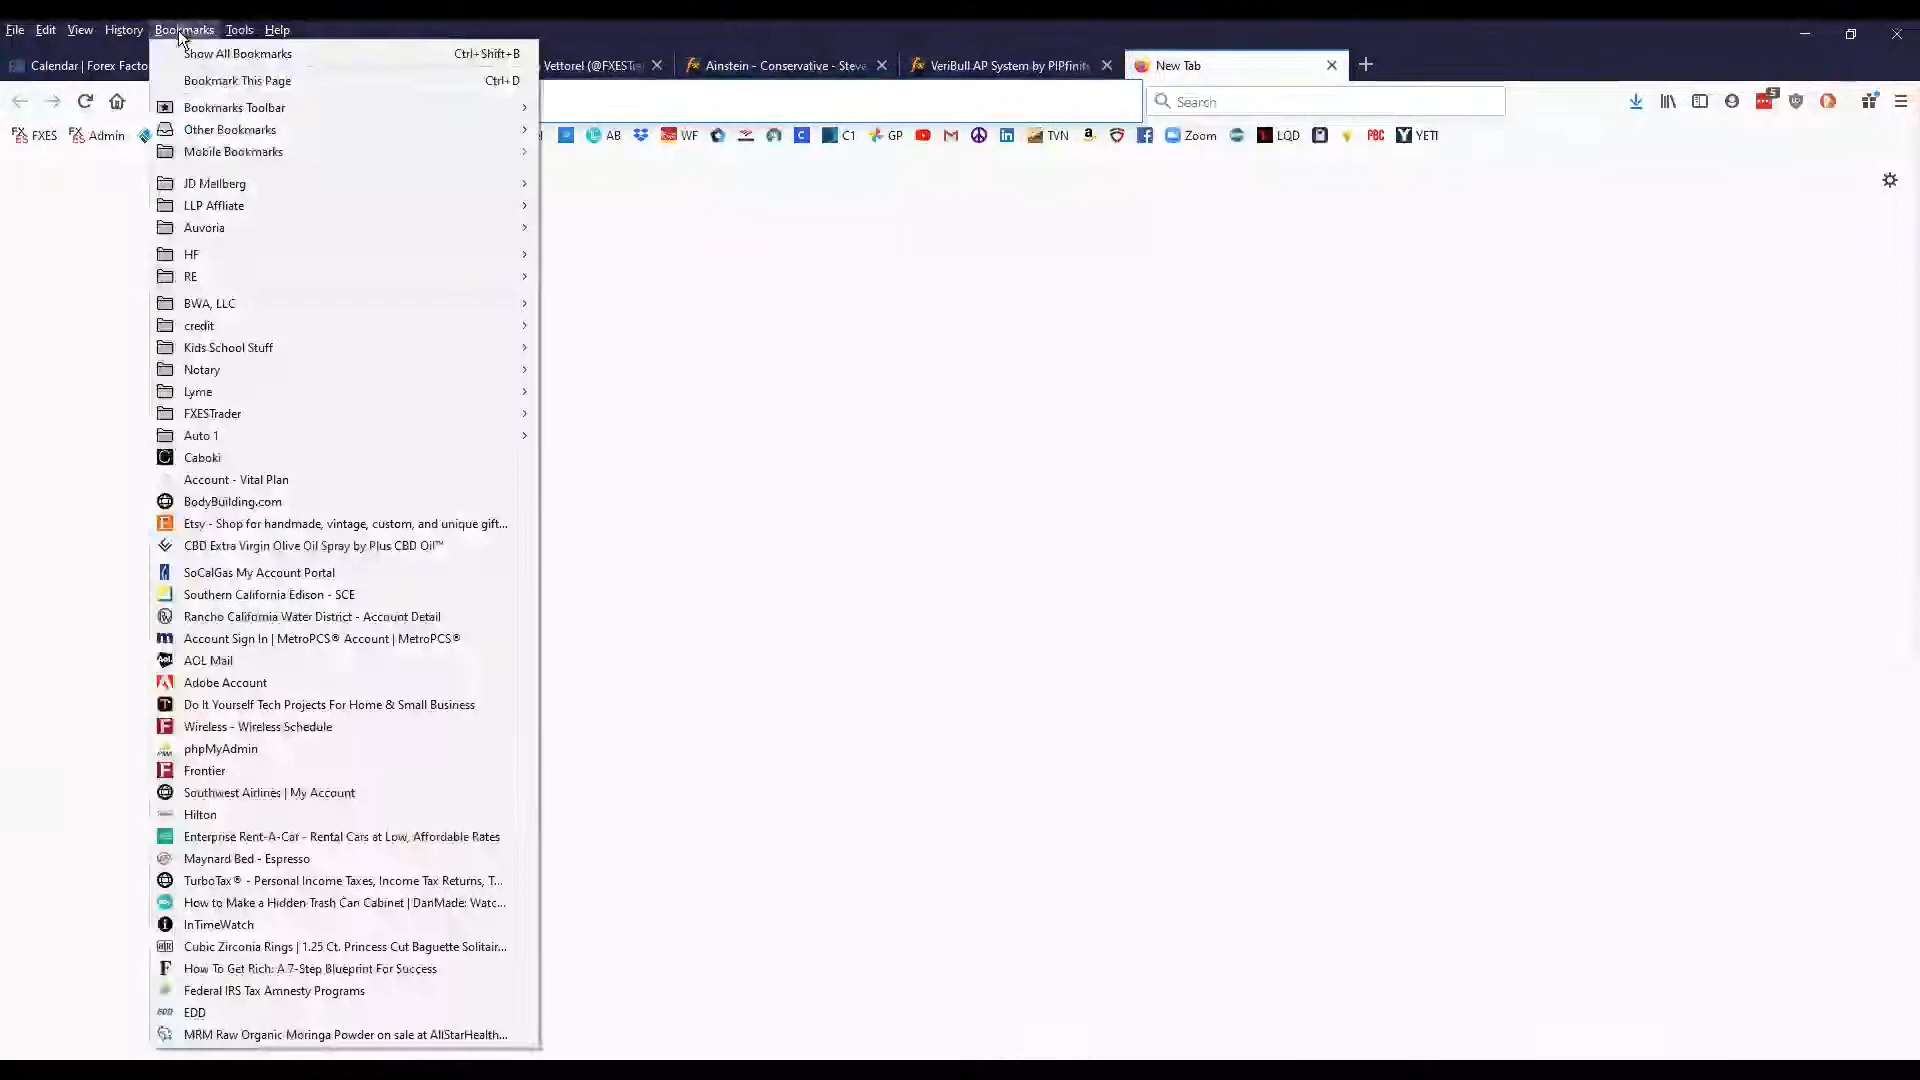 File Edit View History Bookmarks Tools Help
Calendar | Forex Facto
Vettorel (@FXESTra
Ainstein - Conservative - Steva
VeriBull AP System by PIPfinit
New Tab
Search
5
FXES Admin
AB WF C1 GP TVN Zoom LQD PBC YETI
Show All Bookmarks Ctrl+Shift+B
Bookmark This Page Ctrl+D
Bookmarks Toolbar
Other Bookmarks
Mobile Bookmarks
JD Mellberg
LLP Affliate
Auvoria
HF
RE
BWA, LLC
credit
Kids School Stuff
Notary
Lyme
FXESTrader
Auto 1
Caboki
Account - Vital Plan
BodyBuilding.com
Etsy - Shop for handmade, vintage, custom, and unique gift...
CBD Extra Virgin Olive Oil Spray by Plus CBD Oil™
SoCalGas My Account Portal
Southern California Edison - SCE
Rancho California Water District - Account Detail
Account Sign In | MetroPCS® Account | MetroPCS®
AOL Mail
Adobe Account
Do It Yourself Tech Projects For Home & Small Business
Wireless - Wireless Schedule
phpMyAdmin
Frontier
Southwest Airlines | My Account
Hilton
Enterprise Rent-A-Car - Rental Cars at Low, Affordable Rates
Maynard Bed - Espresso
TurboTax® - Personal Income Taxes, Income Tax Returns, T...
How to Make a Hidden Trash Can Cabinet | DanMade: Watc...
InTimeWatch
Cubic Zirconia Rings | 1.25 Ct. Princess Cut Baguette Solitair...
How To Get Rich: A 7-Step Blueprint For Success
Federal IRS Tax Amnesty Programs
EDD
MRM Raw Organic Moringa Powder on sale at AllStarHealth...